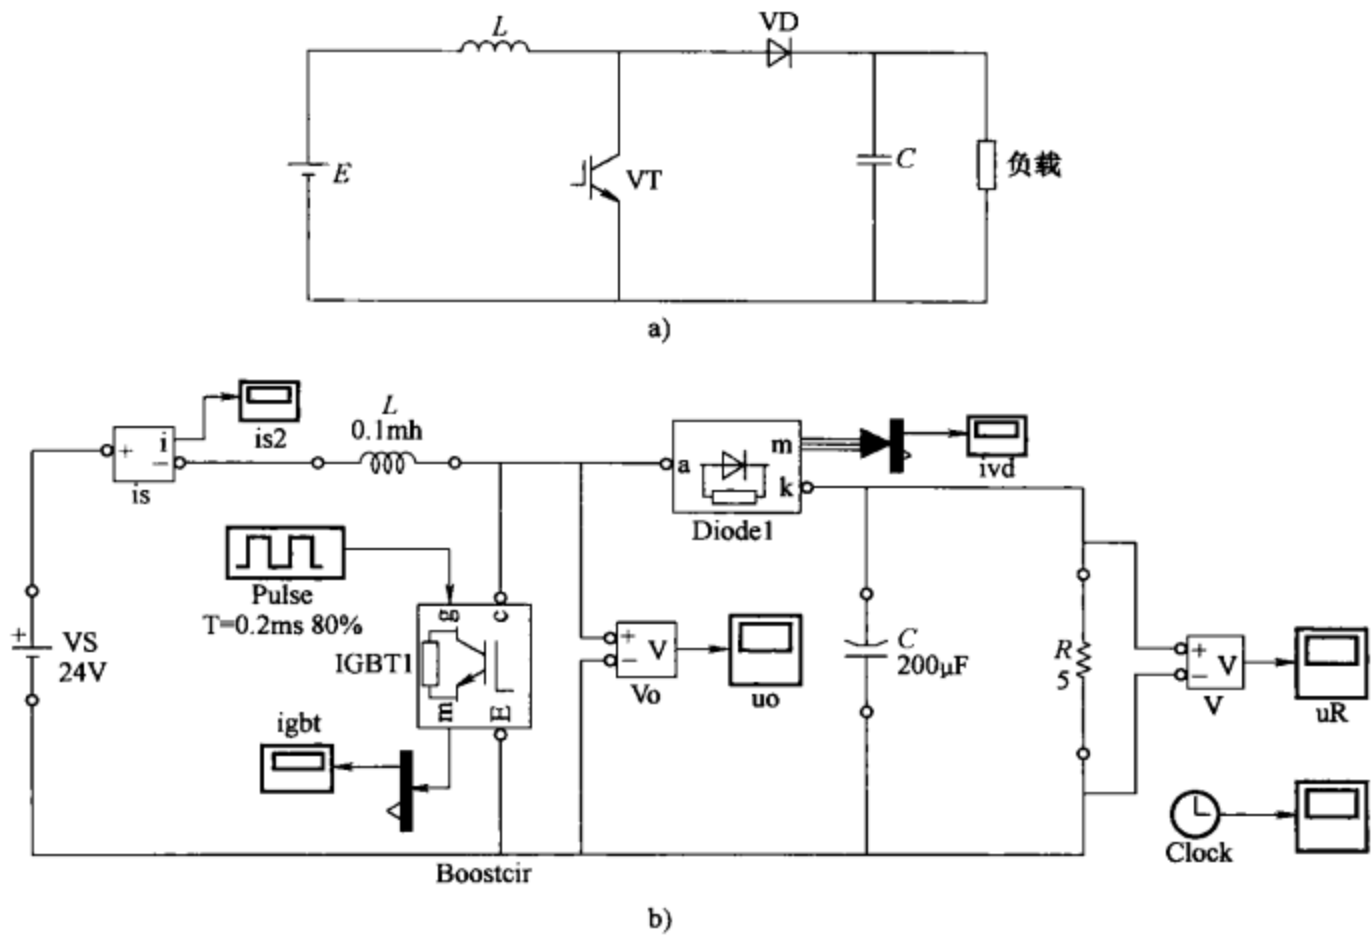 L
VD
E
VT
C
负载
a)
i
is2
L
0.1mh
+
−
is
m
ivd
a
k
Diode1
Pulse
T=0.2ms 80%
g
c
+
VS
24V
IGBT1
m
E
+
−
V
Vo
uo
C
200μF
R
5
+
−
V
V
uR
igbt
Clock
Boostcir
b)